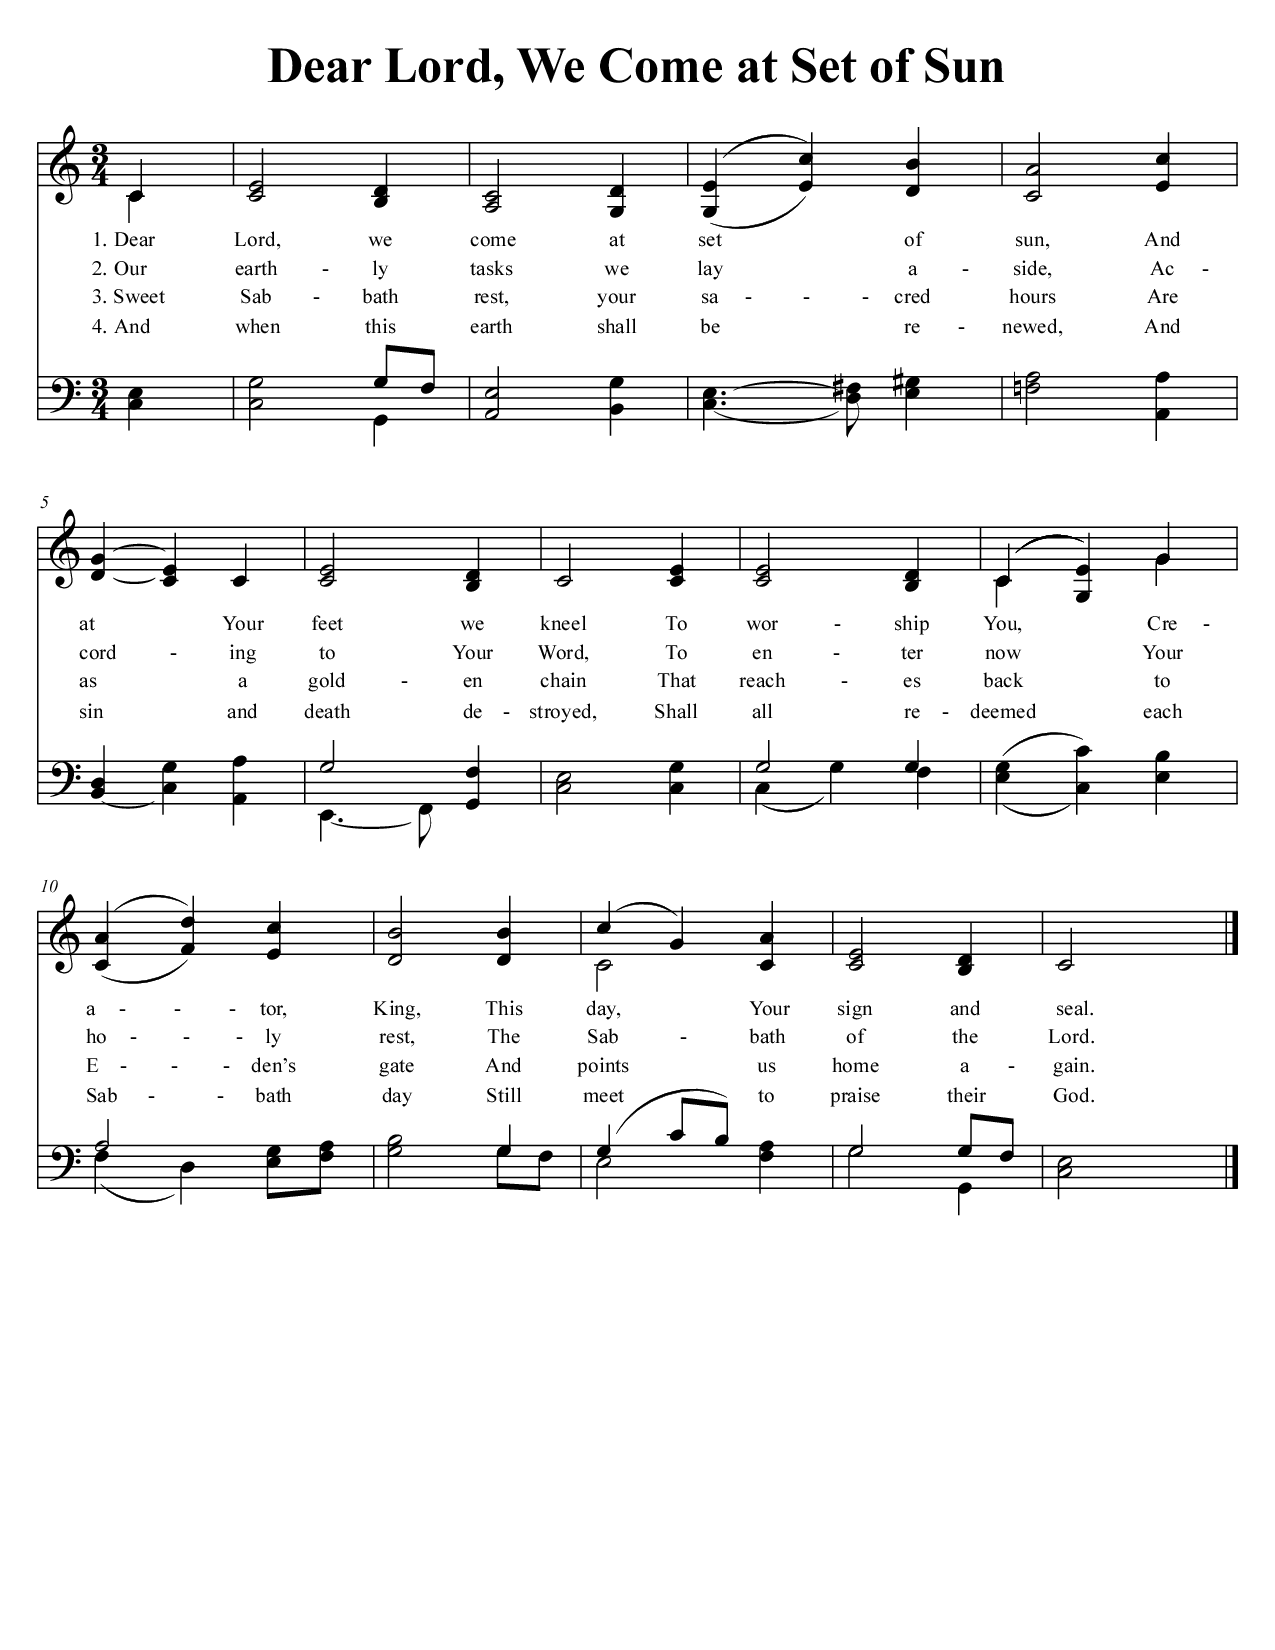 Dear Lord, We Come at Set of Sun
3 4
1. Dear Lord, we come at set of sun, And
2. Our earth - ly tasks we lay a - side, Ac -
3. Sweet Sab - bath rest, your sa - - cred hours Are
4. And when this earth shall be re - newed, And
3 4
5
at Your feet we kneel To wor - ship You, Cre -
cord - ing to Your Word, To en - ter now Your
as a gold - en chain That reach - es back to
sin and death de - stroyed, Shall all re - deemed each
10
a - - tor, King, This day, Your sign and seal.
ho - - ly rest, The Sab - bath of the Lord.
E - - den’s gate And points us home a - gain.
Sab - - bath day Still meet to praise their God.